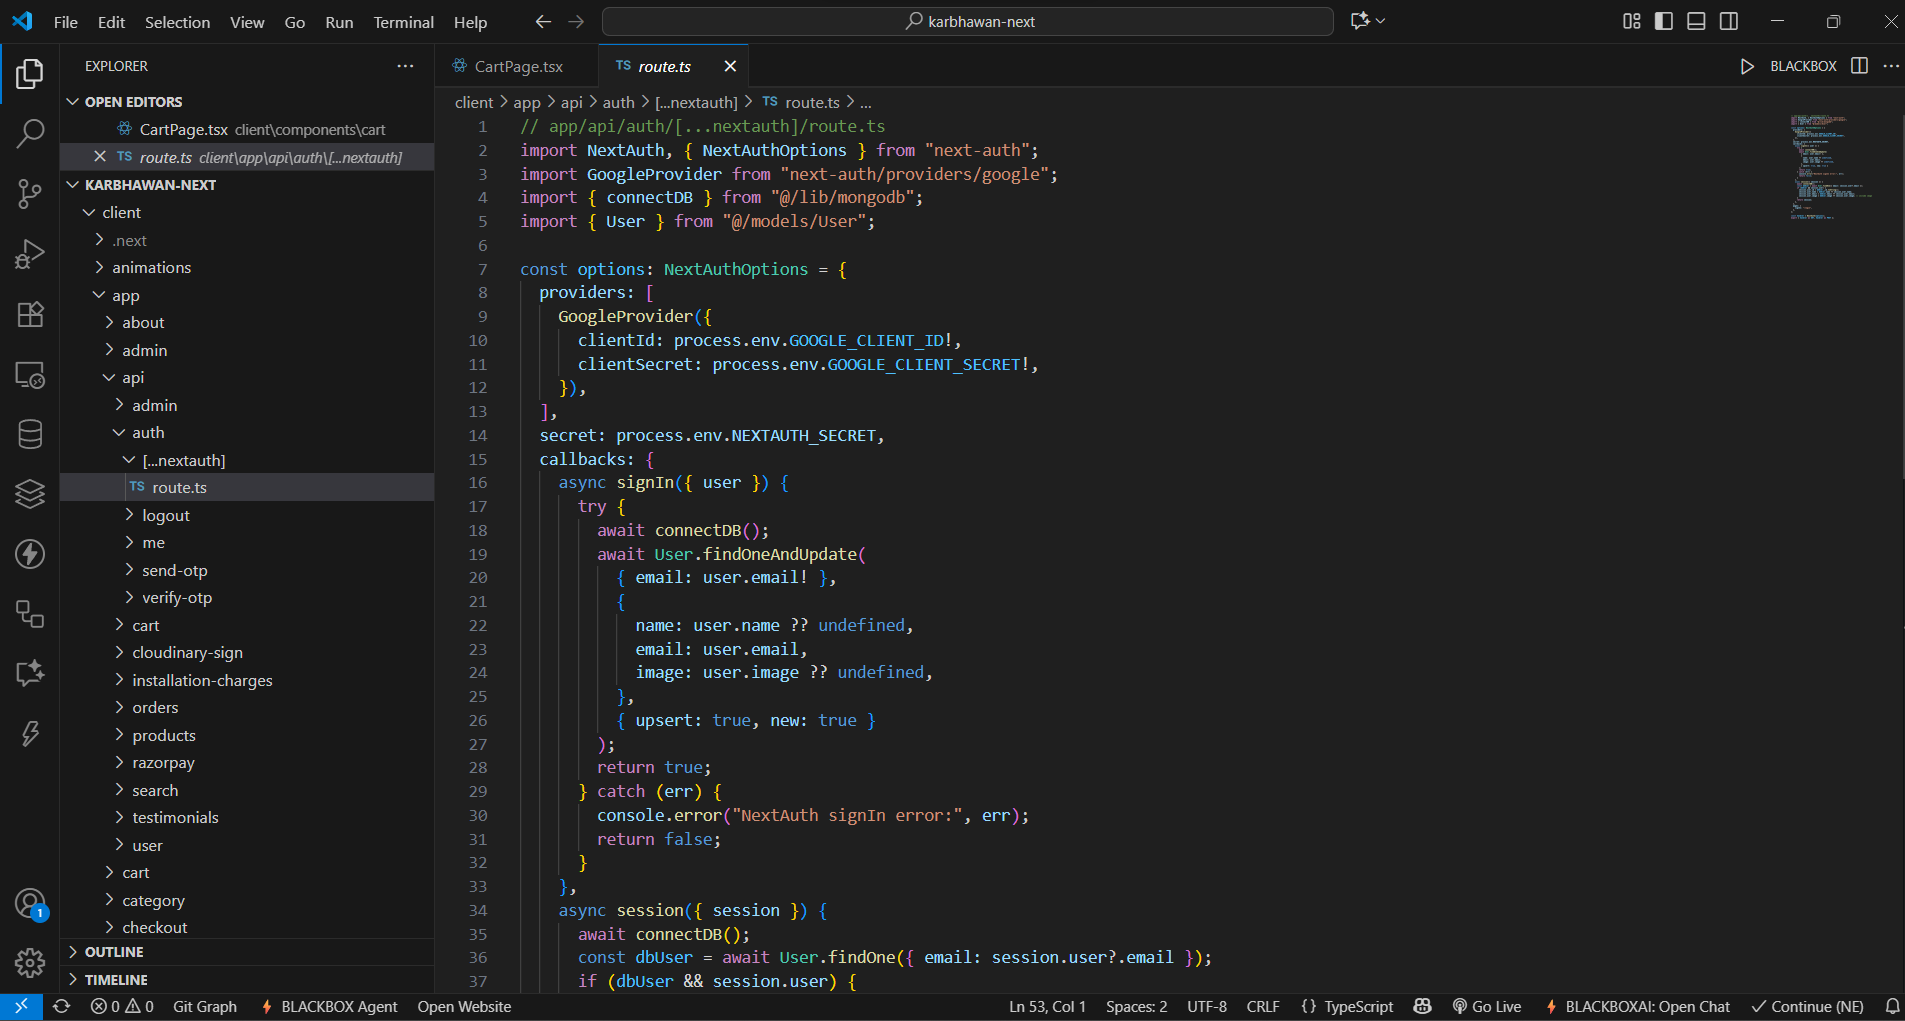 File Edit Selection View Go Run Terminal Help
karbhawan-next
EXPLORER
OPEN EDITORS
CartPage.tsx client\components\cart
TS route.ts client\app\api\auth\[...nextauth]
KARBHAWAN-NEXT
client
.next
animations
app
about
admin
api
admin
auth
[...nextauth]
TS route.ts
logout
me
send-otp
verify-otp
cart
cloudinary-sign
installation-charges
orders
products
razorpay
search
testimonials
user
cart
category
checkout
OUTLINE
TIMELINE
CartPage.tsx
TS route.ts
BLACKBOX
client > app > api > auth > [...nextauth] > TS route.ts > ...
1 // app/api/auth/[...nextauth]/route.ts
2 import NextAuth, { NextAuthOptions } from "next-auth";
3 import GoogleProvider from "next-auth/providers/google";
4 import { connectDB } from "@/lib/mongodb";
5 import { User } from "@/models/User";
6
7 const options: NextAuthOptions = {
8 providers: [
9 GoogleProvider({
10 clientId: process.env.GOOGLE_CLIENT_ID!,
11 clientSecret: process.env.GOOGLE_CLIENT_SECRET!,
12 }),
13 ],
14 secret: process.env.NEXTAUTH_SECRET,
15 callbacks: {
16 async signIn({ user }) {
17 try {
18 await connectDB();
19 await User.findOneAndUpdate(
20 { email: user.email! },
21 {
22 name: user.name ?? undefined,
23 email: user.email,
24 image: user.image ?? undefined,
25 },
26 { upsert: true, new: true }
27 );
28 return true;
29 } catch (err) {
30 console.error("NextAuth signIn error:", err);
31 return false;
32 }
33 },
34 async session({ session }) {
35 await connectDB();
36 const dbUser = await User.findOne({ email: session.user?.email });
37 if (dbUser && session.user) {
1
0 0 Git Graph BLACKBOX Agent Open Website
Ln 53, Col 1 Spaces: 2 UTF-8 CRLF {} TypeScript Go Live BLACKBOXAI: Open Chat Continue (NE)